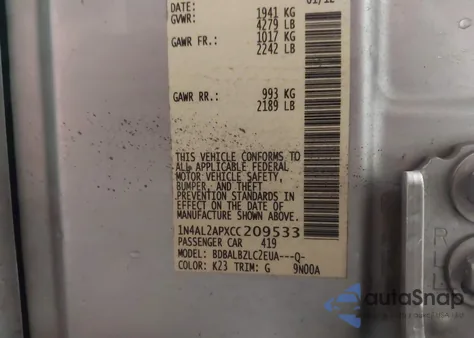 DATE: 01/12
GVWR: 1941 KG
4279 LB
GAWR FR.: 1017 KG
2242 LB
GAWR RR.: 993 KG
2189 LB
THIS VEHICLE CONFORMS TO
ALL APPLICABLE FEDERAL
MOTOR VEHICLE SAFETY,
BUMPER, AND THEFT
PREVENTION STANDARDS IN
EFFECT ON THE DATE OF
MANUFACTURE SHOWN ABOVE.
1N4AL2APXCC209533
PASSENGER CAR 419
MODEL: BDBALBZLC2EUA---Q-
COLOR: K23 TRIM: G 9N00A
R
L
autaSnap